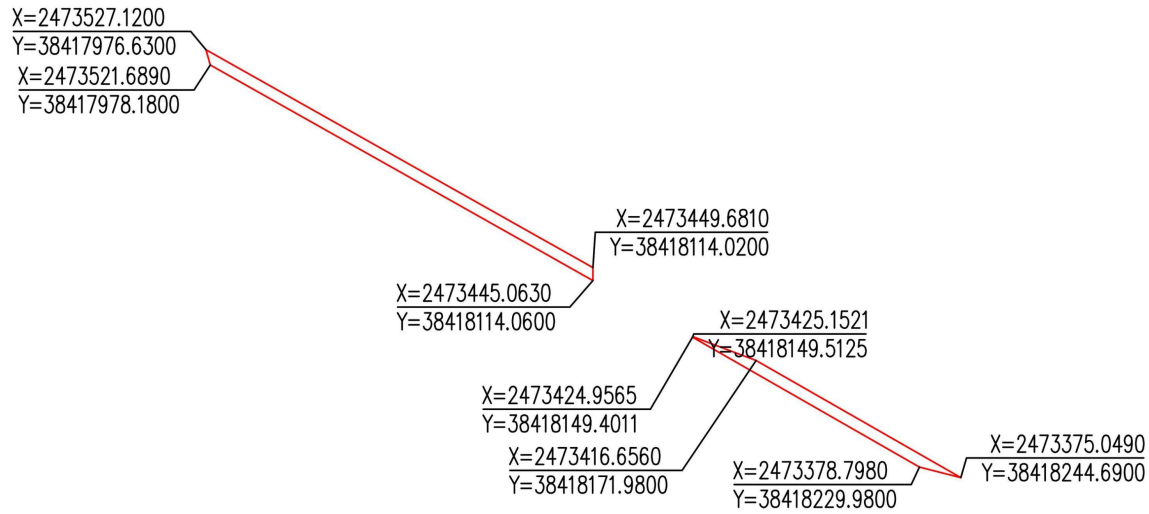 X=2473527.1200
Y=38417976.6300
X=2473521.6890
Y=38417978.1800
X=2473449.6810
Y=38418114.0200
X=2473445.0630
Y=38418114.0600
X=2473425.1521
Y=38418149.5125
X=2473424.9565
Y=38418149.4011
X=2473416.6560
Y=38418171.9800
X=2473378.7980
Y=38418229.9800
X=2473375.0490
Y=38418244.6900